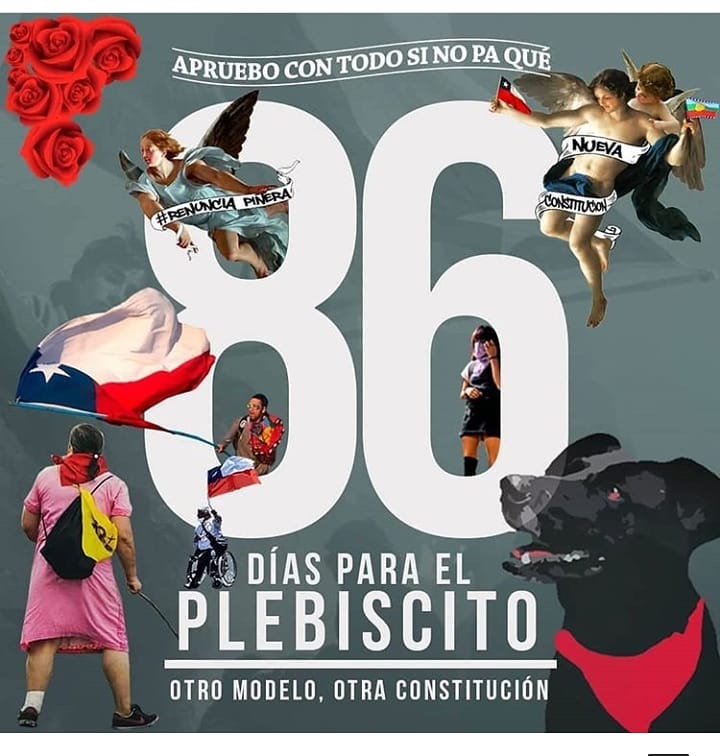 APRUEBO CON TODO SI NO PA QUÉ
NUEVA
CONSTITUCION
#RENUNCIA PIÑERA
86
DÍAS PARA EL
PLEBISCITO
OTRO MODELO, OTRA CONSTITUCIÓN